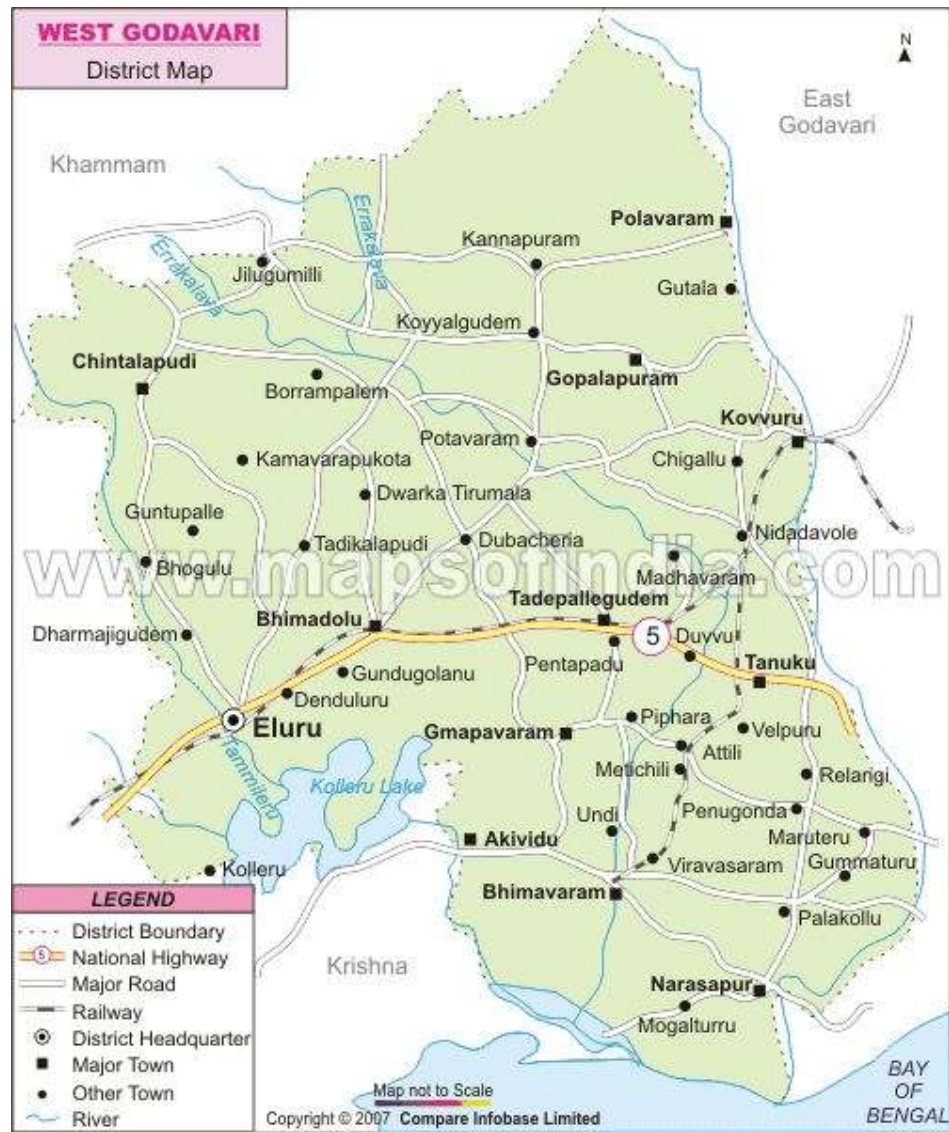 WEST GODAVARI
District Map
N
East
Godavari
Khammam
Errakalava
Errakalava
Polavaram
Kannapuram
Jilugumilli
Gutala
Koyyalgudem
Chintalapudi
Gopalapuram
Borrampalem
Kovvuru
Potavaram
Kamavarapukota
Chigallu
Dwarka Tirumala
Guntupalle
Tadikalapudi
Dubacheria
Nidadavole
www.mapsofindia.com
Bhogulu
Madhavaram
Bhimadolu
Tadepallegudem
Dharmajigudem
5
Duvvu
Pentapadu
Tanuku
Gundugolanu
Denduluru
Eluru
Gmapavaram
Piphara
Velpuru
Attili
Tammileru
Kolleru Lake
Metichili
Relangi
Undi
Penugonda
Akividu
Maruteru
Kolleru
Viravasaram
Gummaturu
Bhimavaram
Palakollu
Krishna
Narasapur
Mogalturru
LEGEND
District Boundary
5 National Highway
Major Road
Railway
District Headquarter
Major Town
Other Town
River
BAY
OF
BENGAL
Map not to Scale
Copyright © 2007 Compare Infobase Limited